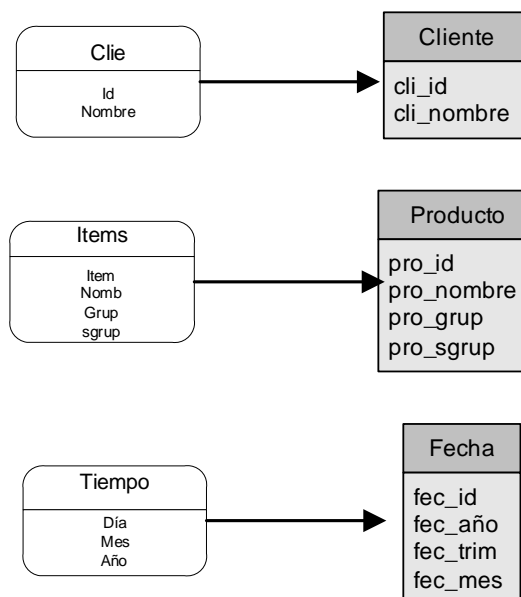 Clie
Id
Nombre
Cliente
cli_id
cli_nombre
Items
Item
Nomb
Grup
sgrup
Producto
pro_id
pro_nombre
pro_grup
pro_sgrup
Tiempo
Día
Mes
Año
Fecha
fec_id
fec_año
fec_trim
fec_mes